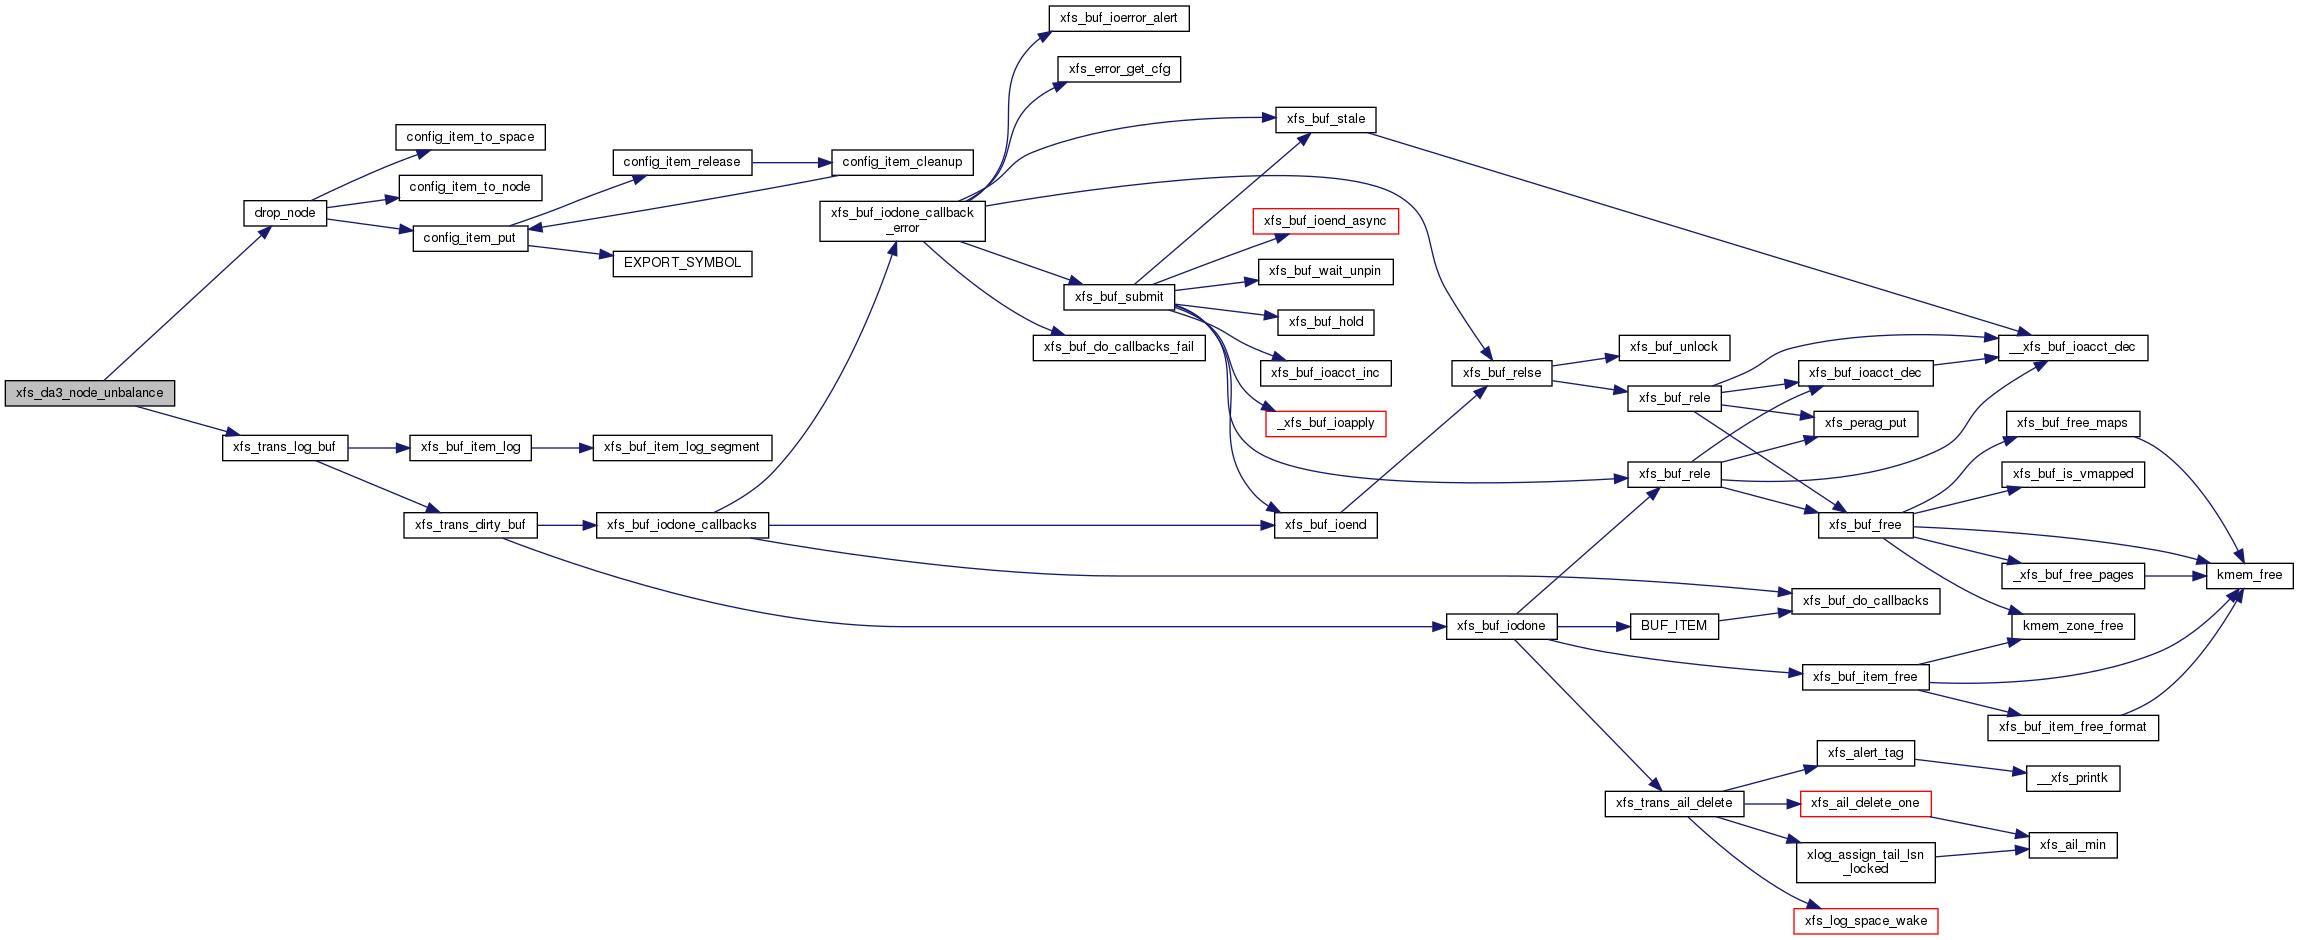 xfs_buf_ioerror_alert
xfs_error_get_cfg
xfs_buf_stale
config_item_to_space
config_item_release
config_item_cleanup
config_item_to_node
drop_node
xfs_buf_iodone_callback
_error
xfs_buf_ioend_async
config_item_put
EXPORT_SYMBOL
xfs_buf_wait_unpin
xfs_buf_submit
xfs_buf_hold
xfs_buf_do_callbacks_fail
xfs_buf_unlock
__xfs_buf_ioacct_dec
xfs_buf_ioacct_inc
xfs_buf_relse
xfs_buf_ioacct_dec
xfs_da3_node_unbalance
xfs_buf_rele
_xfs_buf_ioapply
xfs_perag_put
xfs_buf_free_maps
xfs_trans_log_buf
xfs_buf_item_log
xfs_buf_item_log_segment
xfs_buf_rele
xfs_buf_is_vmapped
xfs_trans_dirty_buf
xfs_buf_iodone_callbacks
xfs_buf_ioend
xfs_buf_free
_xfs_buf_free_pages
kmem_free
xfs_buf_do_callbacks
xfs_buf_iodone
BUF_ITEM
kmem_zone_free
xfs_buf_item_free
xfs_buf_item_free_format
xfs_alert_tag
__xfs_printk
xfs_trans_ail_delete
xfs_ail_delete_one
xfs_ail_min
xlog_assign_tail_lsn
_locked
xfs_log_space_wake